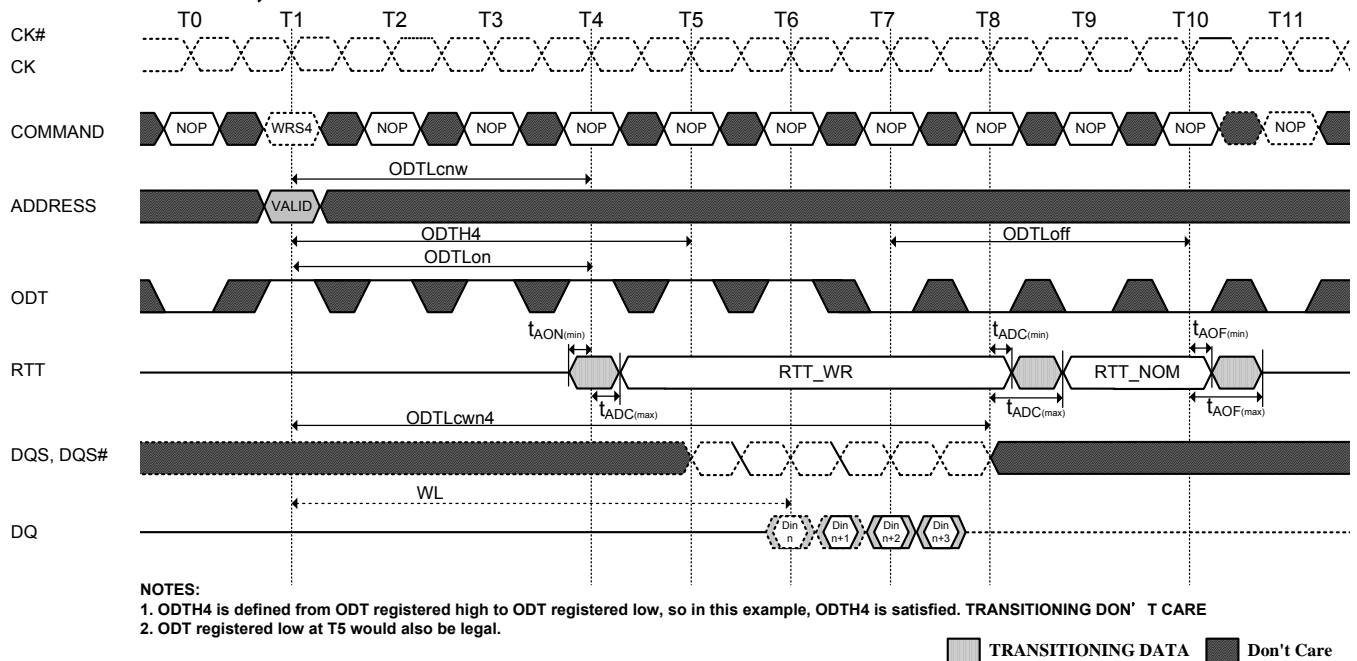 T0 T1 T2 T3 T4 T5 T6 T7 T8 T9 T10 T11
CK#
CK
COMMAND NOP WRS4 NOP NOP NOP NOP NOP NOP NOP NOP NOP NOP
ODTLcnw
ADDRESS VALID
ODTH4 ODTLoff
ODTLon
ODT
tAON(min) tADC(min) tAOF(min)
RTT RTT_WR RTT_NOM
tADC(max) tADC(max) tAOF(max)
ODTLcwn4
DQS, DQS#
WL
DQ Din n Din n+1 Din n+2 Din n+3
NOTES:
1. ODTH4 is defined from ODT registered high to ODT registered low, so in this example, ODTH4 is satisfied. TRANSITIONING DON’ T CARE
2. ODT registered low at T5 would also be legal.
TRANSITIONING DATA Don't Care